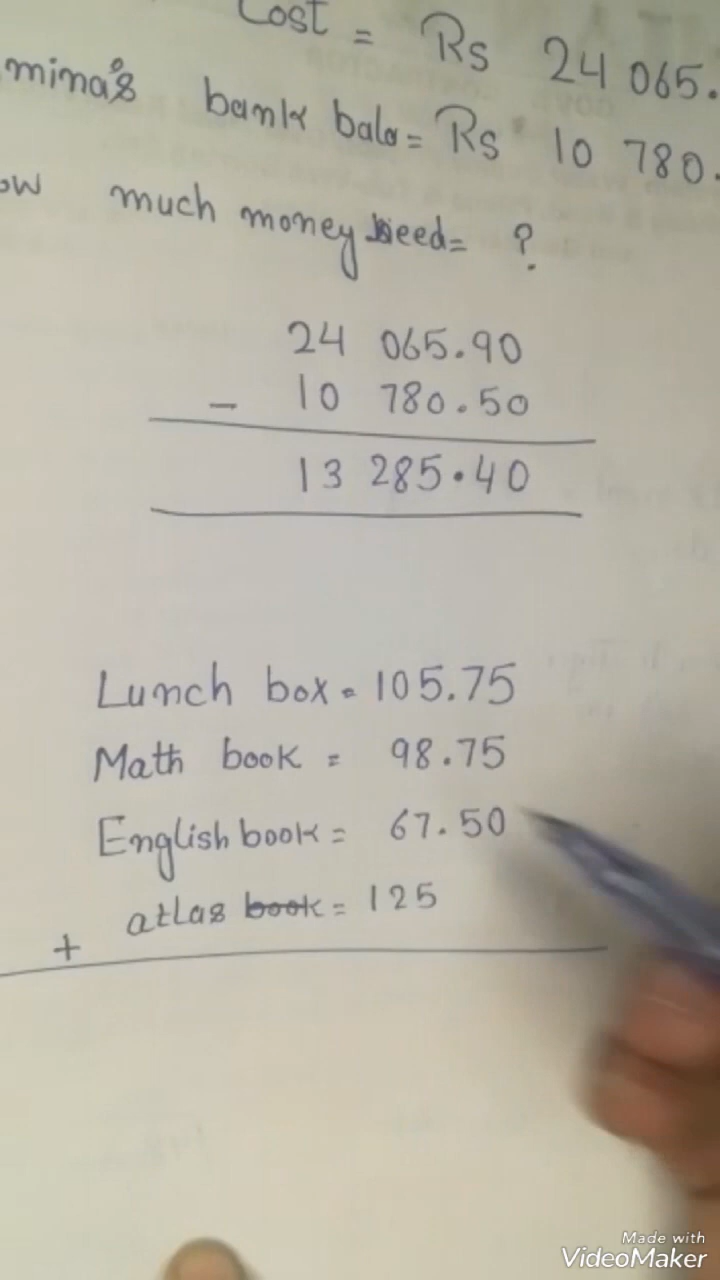 Cost = Rs 24 065.
mina's bank bala = Rs 10 780.
ow much money need = ?
24 065.90
- 10 780.50
13 285.40
Lunch box = 105.75
Math book = 98.75
English book = 67.50
atlas book = 125
+
Made with
VideoMaker